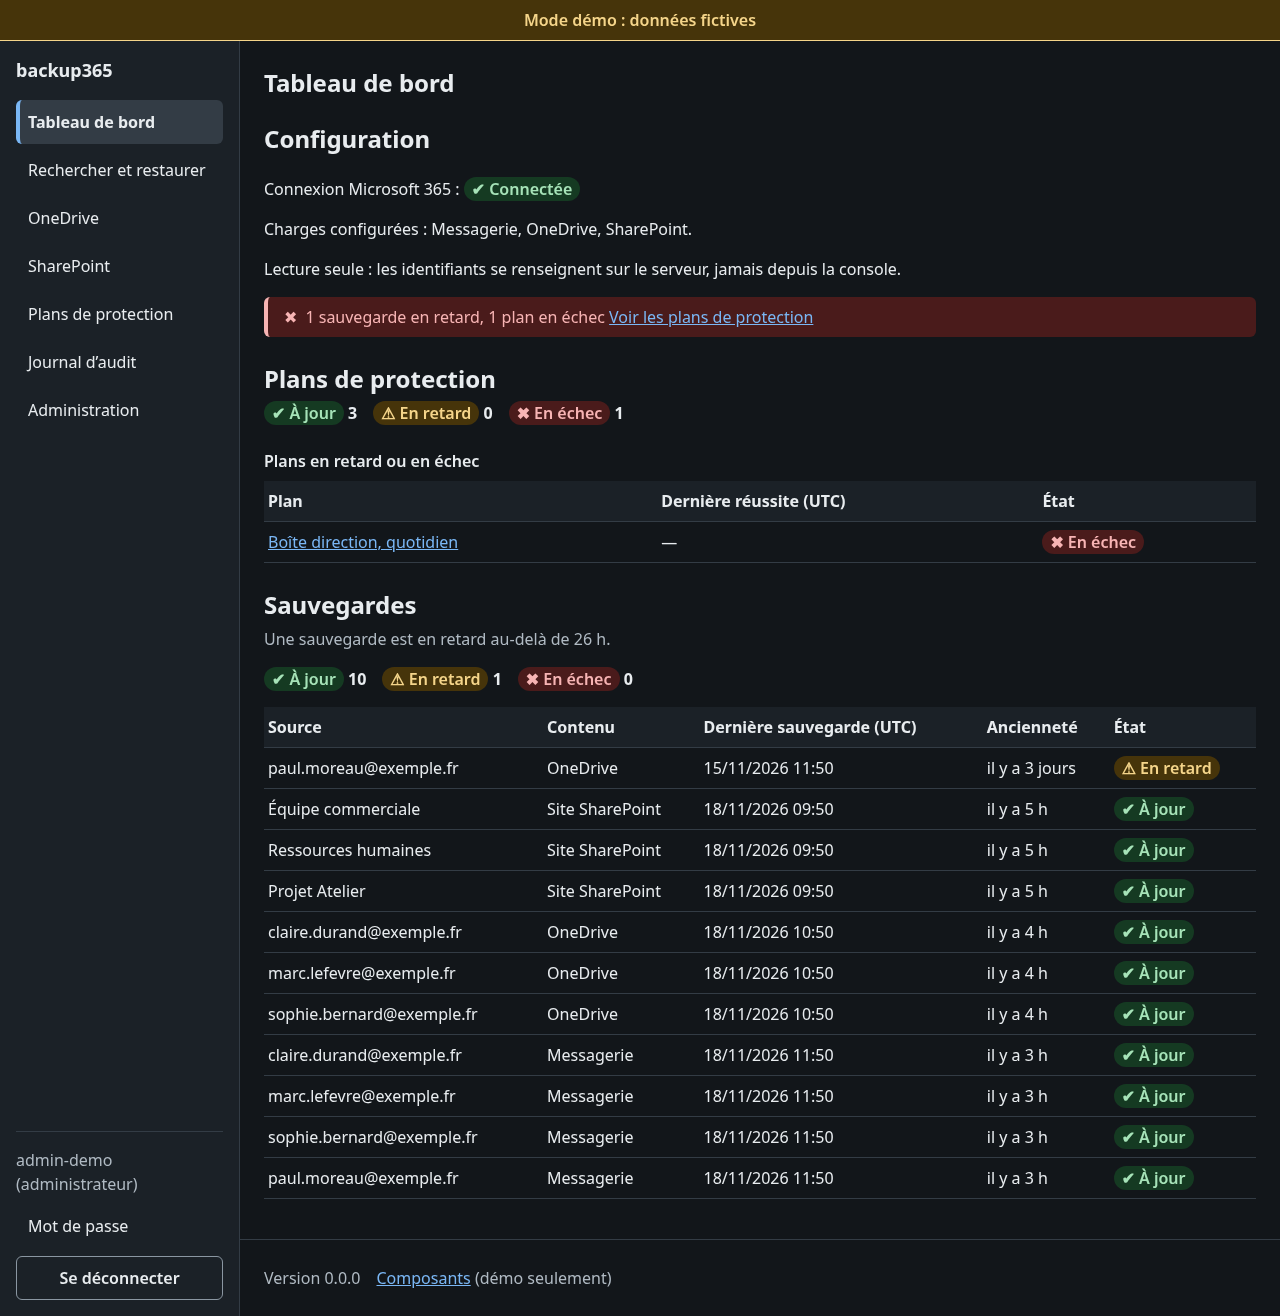 Mode démo : données fictives
backup365
Tableau de bord
Rechercher et restaurer
OneDrive
SharePoint
Plans de protection
Journal d’audit
Administration
admin-demo
(administrateur)
Mot de passe
Se déconnecter
Tableau de bord
Configuration
Connexion Microsoft 365 : ✔ Connectée
Charges configurées : Messagerie, OneDrive, SharePoint.
Lecture seule : les identifiants se renseignent sur le serveur, jamais depuis la console.
✖ 1 sauvegarde en retard, 1 plan en échec Voir les plans de protection
Plans de protection
✔ À jour 3 ⚠ En retard 0 ✖ En échec 1
Plans en retard ou en échec
Plan Dernière réussite (UTC) État
Boîte direction, quotidien — ✖ En échec
Sauvegardes
Une sauvegarde est en retard au-delà de 26 h.
✔ À jour 10 ⚠ En retard 1 ✖ En échec 0
Source Contenu Dernière sauvegarde (UTC) Ancienneté État
paul.moreau@exemple.fr OneDrive 15/11/2026 11:50 il y a 3 jours ⚠ En retard
Équipe commerciale Site SharePoint 18/11/2026 09:50 il y a 5 h ✔ À jour
Ressources humaines Site SharePoint 18/11/2026 09:50 il y a 5 h ✔ À jour
Projet Atelier Site SharePoint 18/11/2026 09:50 il y a 5 h ✔ À jour
claire.durand@exemple.fr OneDrive 18/11/2026 10:50 il y a 4 h ✔ À jour
marc.lefevre@exemple.fr OneDrive 18/11/2026 10:50 il y a 4 h ✔ À jour
sophie.bernard@exemple.fr OneDrive 18/11/2026 10:50 il y a 4 h ✔ À jour
claire.durand@exemple.fr Messagerie 18/11/2026 11:50 il y a 3 h ✔ À jour
marc.lefevre@exemple.fr Messagerie 18/11/2026 11:50 il y a 3 h ✔ À jour
sophie.bernard@exemple.fr Messagerie 18/11/2026 11:50 il y a 3 h ✔ À jour
paul.moreau@exemple.fr Messagerie 18/11/2026 11:50 il y a 3 h ✔ À jour
Version 0.0.0 Composants (démo seulement)